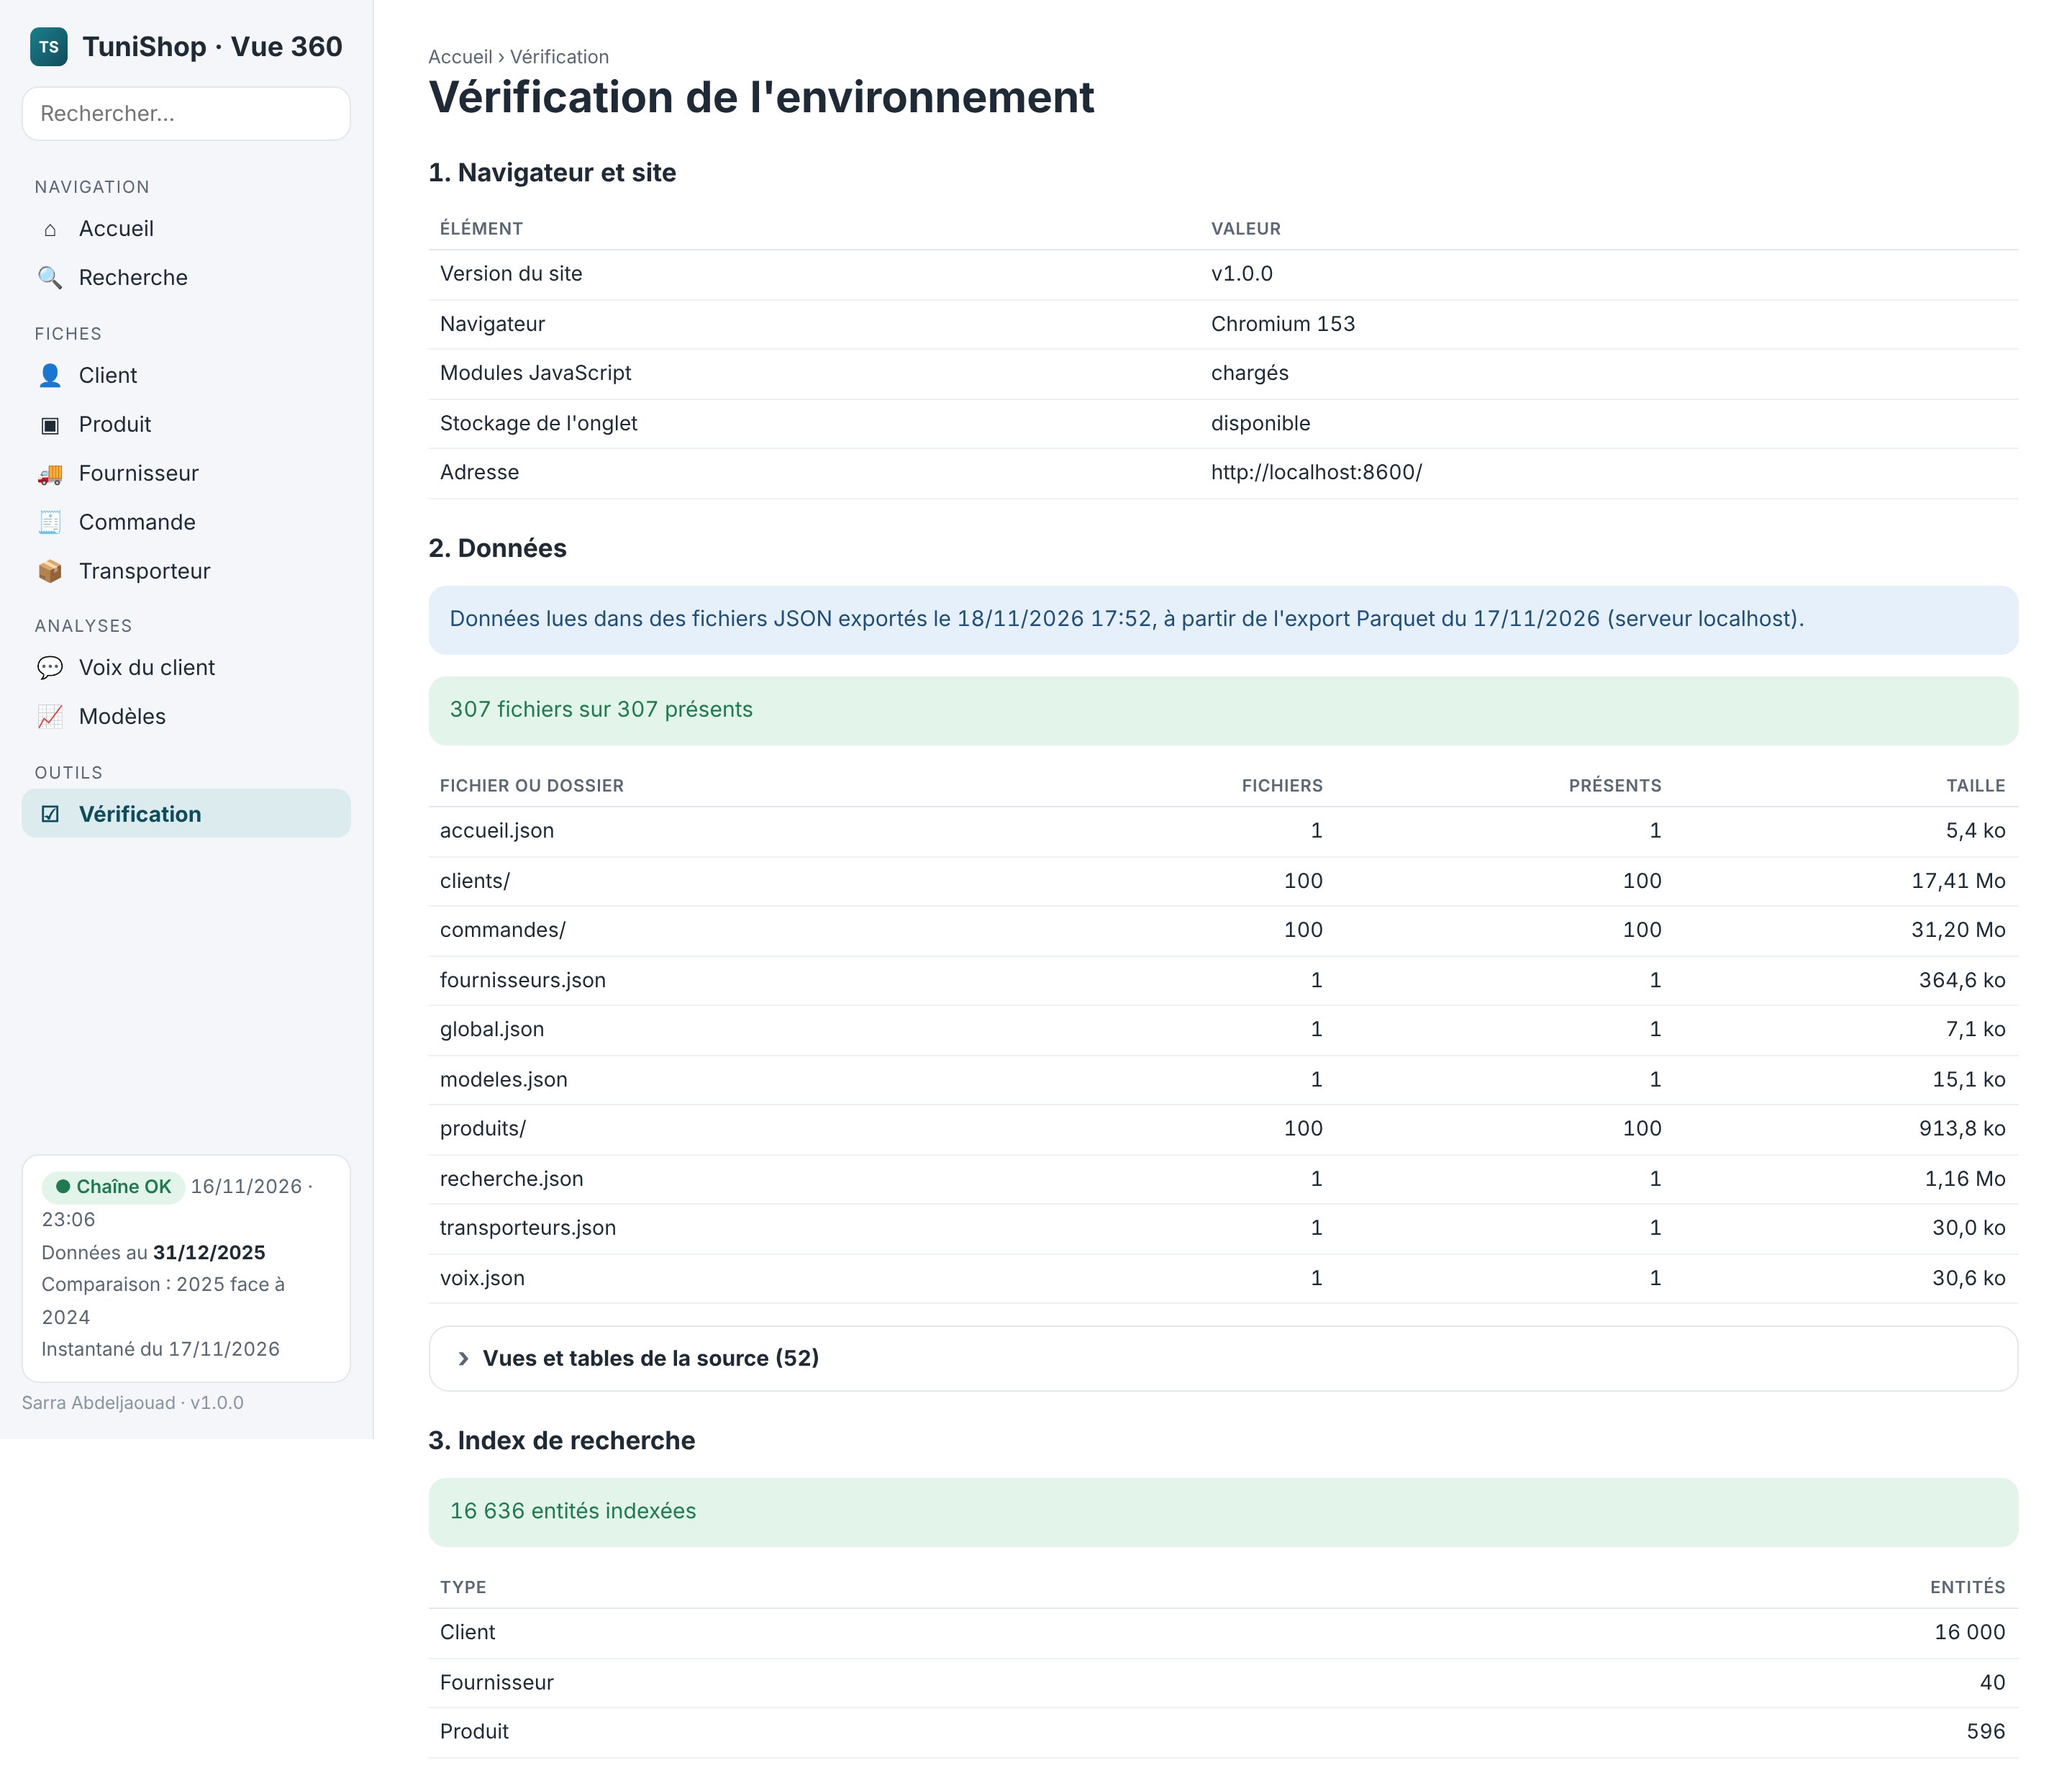 TS TuniShop · Vue 360
Rechercher...
NAVIGATION
Accueil
Recherche
FICHES
Client
Produit
Fournisseur
Commande
Transporteur
ANALYSES
Voix du client
Modèles
OUTILS
Vérification
Chaîne OK 16/11/2026 ·
23:06
Données au 31/12/2025
Comparaison : 2025 face à
2024
Instantané du 17/11/2026
Sarra Abdeljaouad · v1.0.0
Accueil › Vérification
Vérification de l'environnement
1. Navigateur et site
ÉLÉMENT VALEUR
Version du site v1.0.0
Navigateur Chromium 153
Modules JavaScript chargés
Stockage de l'onglet disponible
Adresse http://localhost:8600/
2. Données
Données lues dans des fichiers JSON exportés le 18/11/2026 17:52, à partir de l'export Parquet du 17/11/2026 (serveur localhost).
307 fichiers sur 307 présents
FICHIER OU DOSSIER FICHIERS PRÉSENTS TAILLE
accueil.json 1 1 5,4 ko
clients/ 100 100 17,41 Mo
commandes/ 100 100 31,20 Mo
fournisseurs.json 1 1 364,6 ko
global.json 1 1 7,1 ko
modeles.json 1 1 15,1 ko
produits/ 100 100 913,8 ko
recherche.json 1 1 1,16 Mo
transporteurs.json 1 1 30,0 ko
voix.json 1 1 30,6 ko
› Vues et tables de la source (52)
3. Index de recherche
16 636 entités indexées
TYPE ENTITÉS
Client 16 000
Fournisseur 40
Produit 596